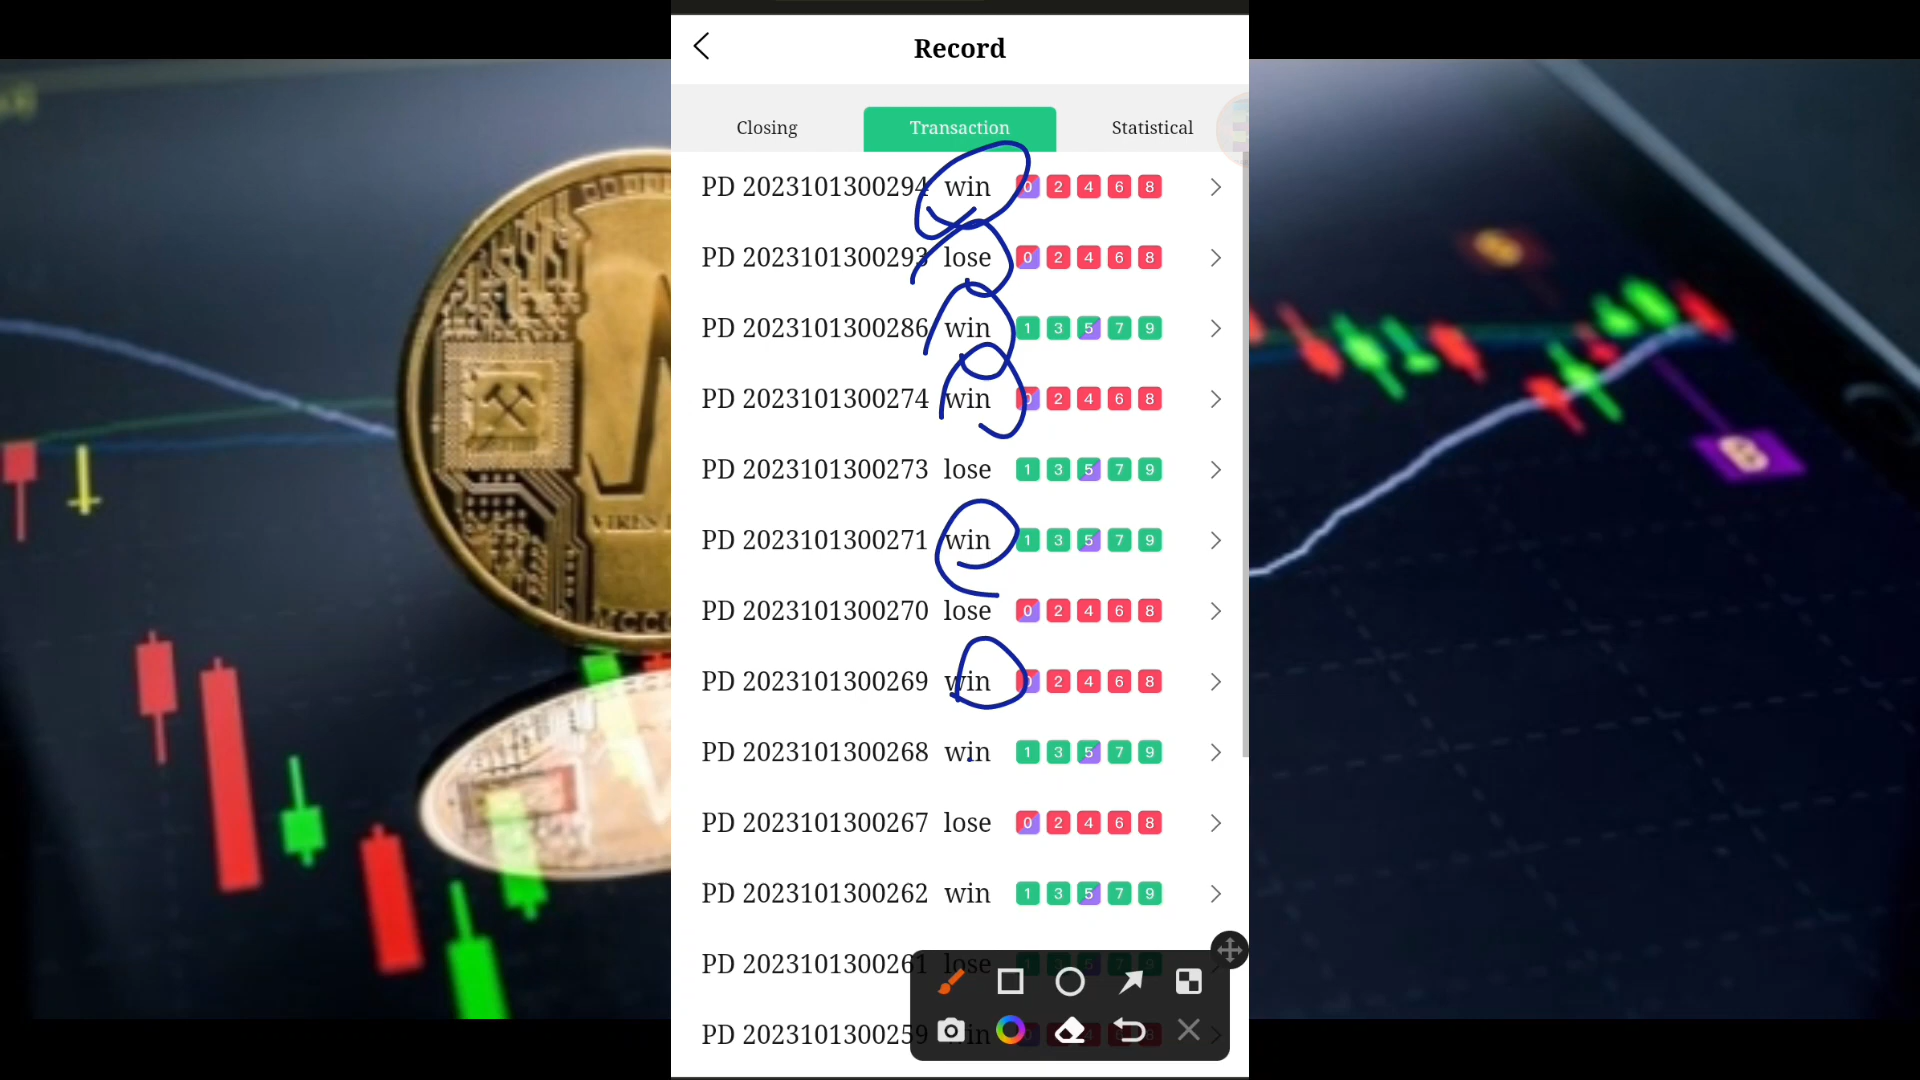 Record
Closing Transaction Statistical
PD 2023101300294 win 0 2 4 6 8
PD 2023101300293 lose 0 2 4 6 8
PD 2023101300286 win 1 3 5 7 9
PD 2023101300274 win 0 2 4 6 8
PD 2023101300273 lose 1 3 5 7 9
PD 2023101300271 win 1 3 5 7 9
PD 2023101300270 lose 0 2 4 6 8
PD 2023101300269 win 0 2 4 6 8
PD 2023101300268 win 1 3 5 7 9
PD 2023101300267 lose 0 2 4 6 8
PD 2023101300262 win 1 3 5 7 9
PD 2023101300261 lose
PD 2023101300259 win